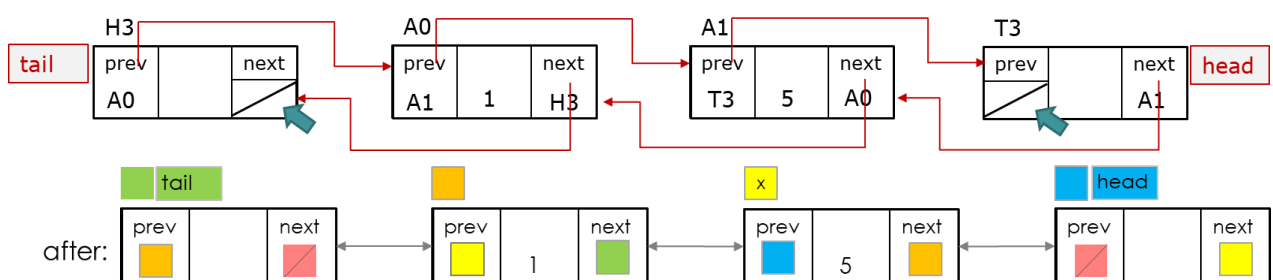 H3 A0 A1 T3
tail prev next prev next prev next prev next head
A0 A1 1 H3 T3 5 A0 A1
tail x head
prev next prev next prev next prev next
after: 1 5